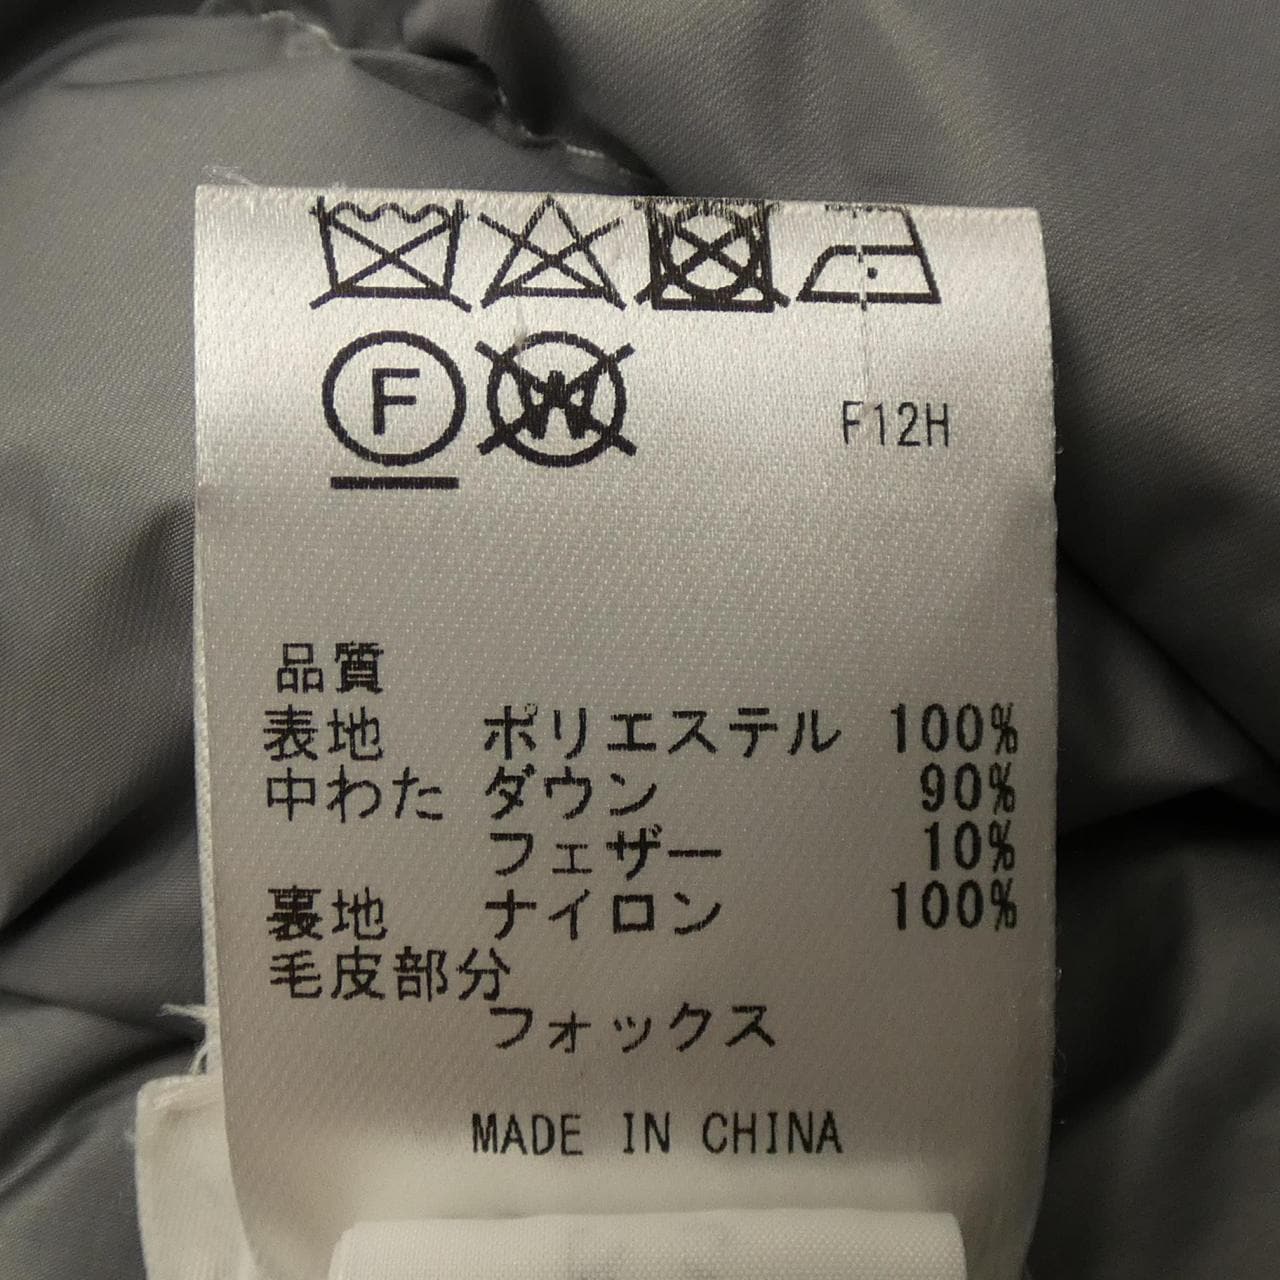 F
W
F12H
品質
表地 ポリエステル 100%
中わた ダウン 90%
フェザー 10%
裏地 ナイロン 100%
毛皮部分
フォックス
MADE IN CHINA